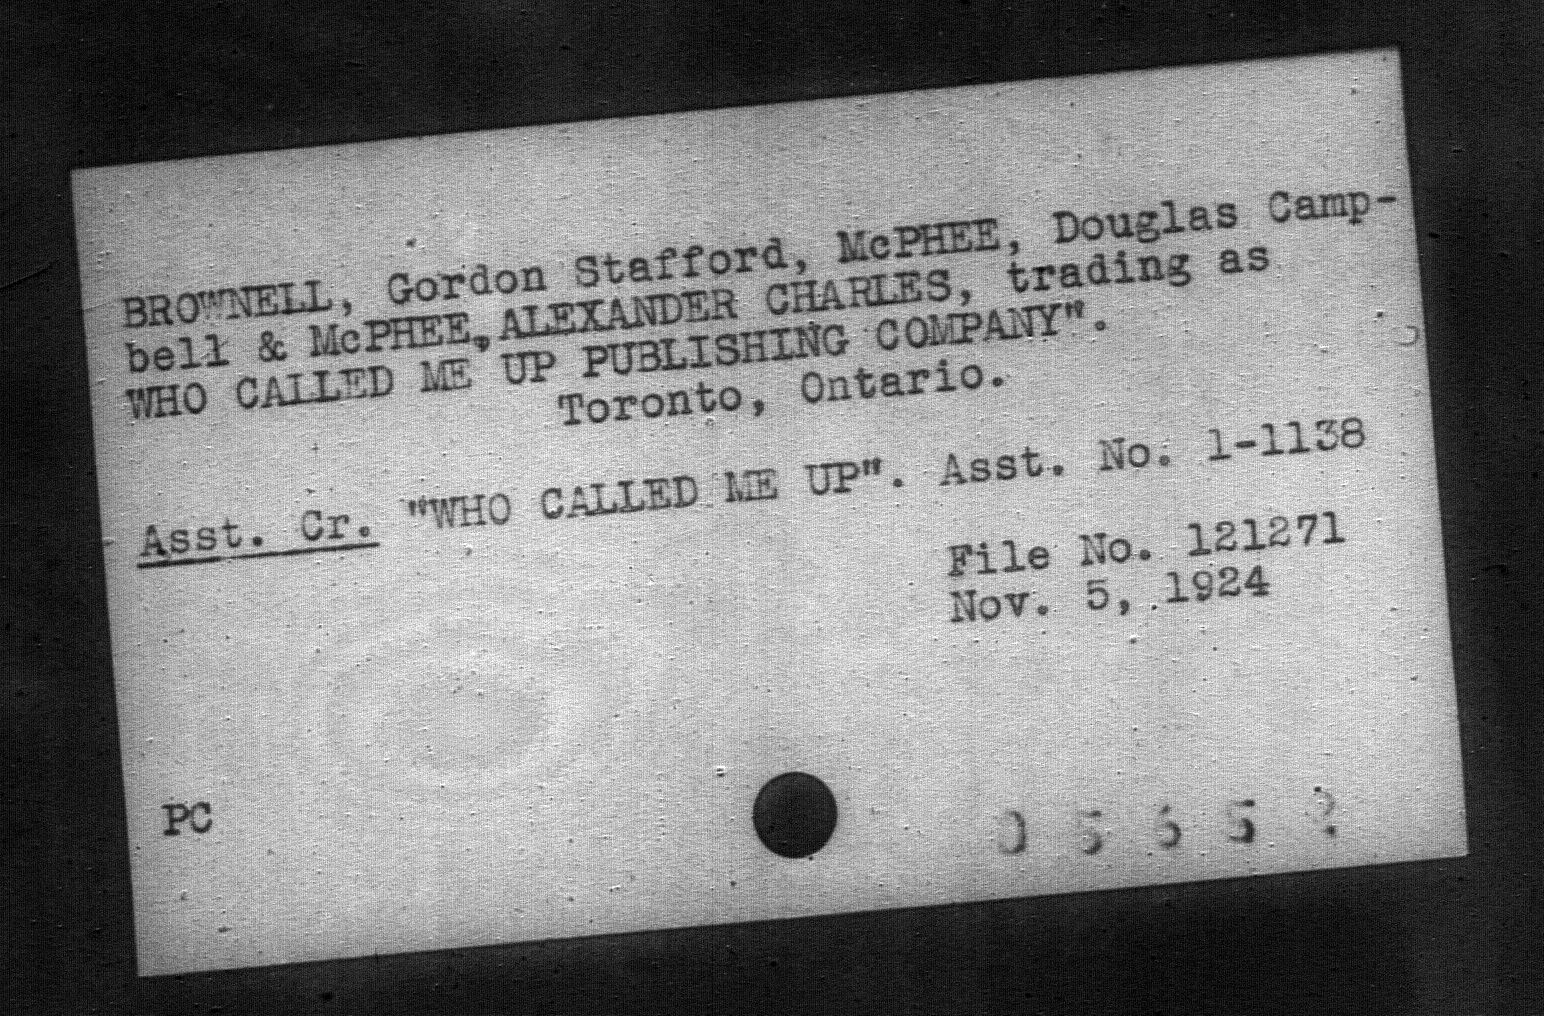 BROWNELL, Gordon Stafford, McPHEE, Douglas Camp-
bell & McPHEE, ALEXANDER CHARLES, trading as
WHO CALLED ME UP PUBLISHING COMPANY".
Toronto, Ontario.
Asst. Cr. "WHO CALLED ME UP". Asst. No. 1-1138
File No. 121271
Nov. 5, 1924
PC